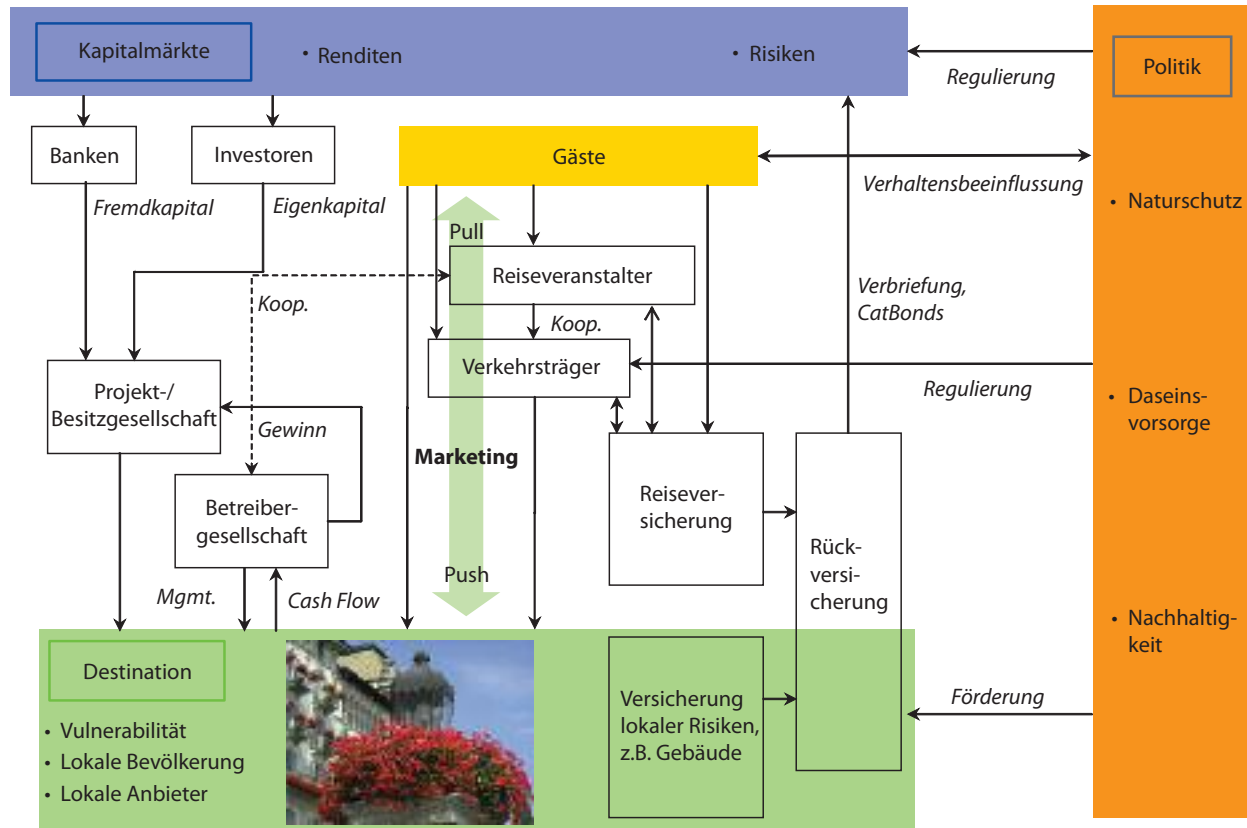 Kapitalmärkte
• Renditen
• Risiken
Regulierung
Politik
Banken
Investoren
Gäste
Fremdkapital
Eigenkapital
Verhaltensbeeinflussung
• Naturschutz
Pull
Reiseveranstalter
Koop.
Koop.
Verbriefung,
CatBonds
Verkehrsträger
Regulierung
Projekt-/
Besitzgesellschaft
Gewinn
• Daseins-
vorsorge
Marketing
Betreiber-
gesellschaft
Reisever-
sicherung
Rück-
versi-
cherung
Push
Mgmt.
Cash Flow
• Nachhaltig-
keit
Destination
Versicherung
lokaler Risiken,
z.B. Gebäude
Förderung
• Vulnerabilität
• Lokale Bevölkerung
• Lokale Anbieter